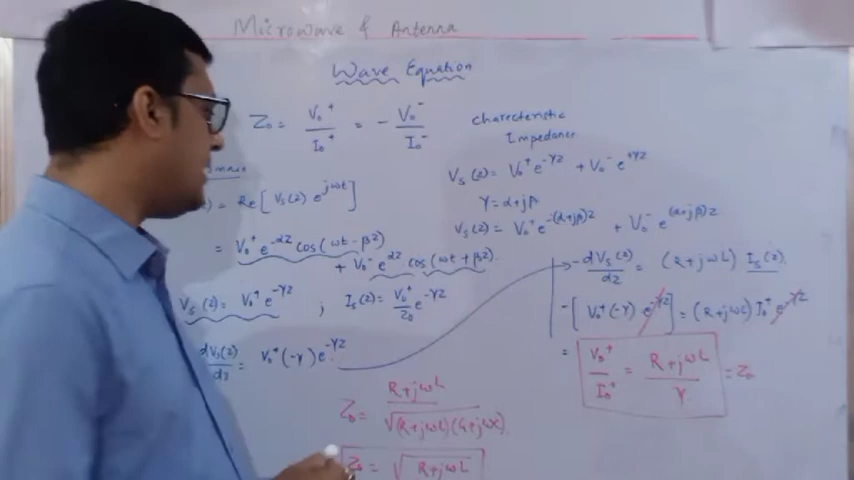 Microwave & Antenna
Wave Equation
Z₀ = V₀⁺ / I₀⁺ = - V₀⁻ / I₀⁻
Charecteristic
Impedance
= Re[Vs(z) e^jωt]
= V₀⁺ e^-αz cos(ωt - βz)
+ V₀⁻ e^αz cos(ωt + βz)
Vs(z) = V₀⁺ e^-γz ; Is(z) = V₀⁺/Z₀ e^-γz
dVs(z)/dz = V₀⁺(-γ) e^-γz
Vs(z) = V₀⁺ e^-γz + V₀⁻ e^+γz
γ = α+jβ
Vs(z) = V₀⁺ e^-(α+jβ)z + V₀⁻ e^(α+jβ)z
-dVs(z)/dz = (R+jωL) Is(z)
-[V₀⁺(-γ) e^-γz] = (R+jωL) I₀⁺ e^-γz
= V₀⁺ / I₀⁺ = R+jωL / γ = Z₀
Z₀ = R+jωL / √(R+jωL)(G+jωc)
Z₀ = √R+jωL